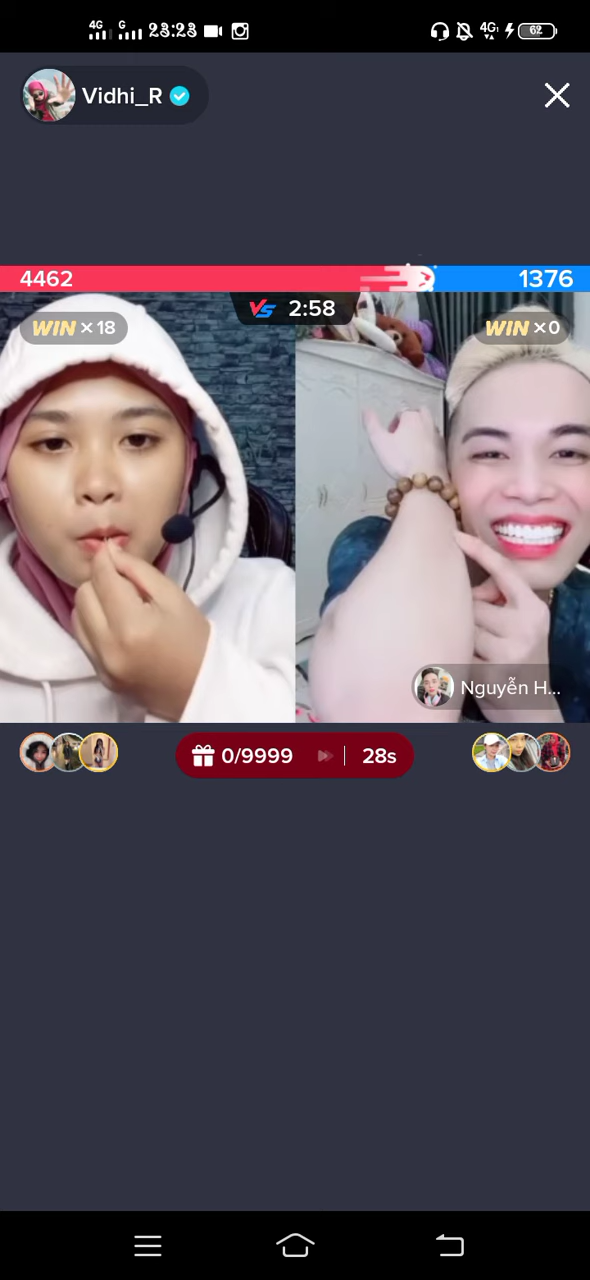 4G G 23:23 4G 62
Vidhi_R
4462 1376
VS 2:58
WIN ×18 WIN ×0
Nguyễn H...
0/9999 28s